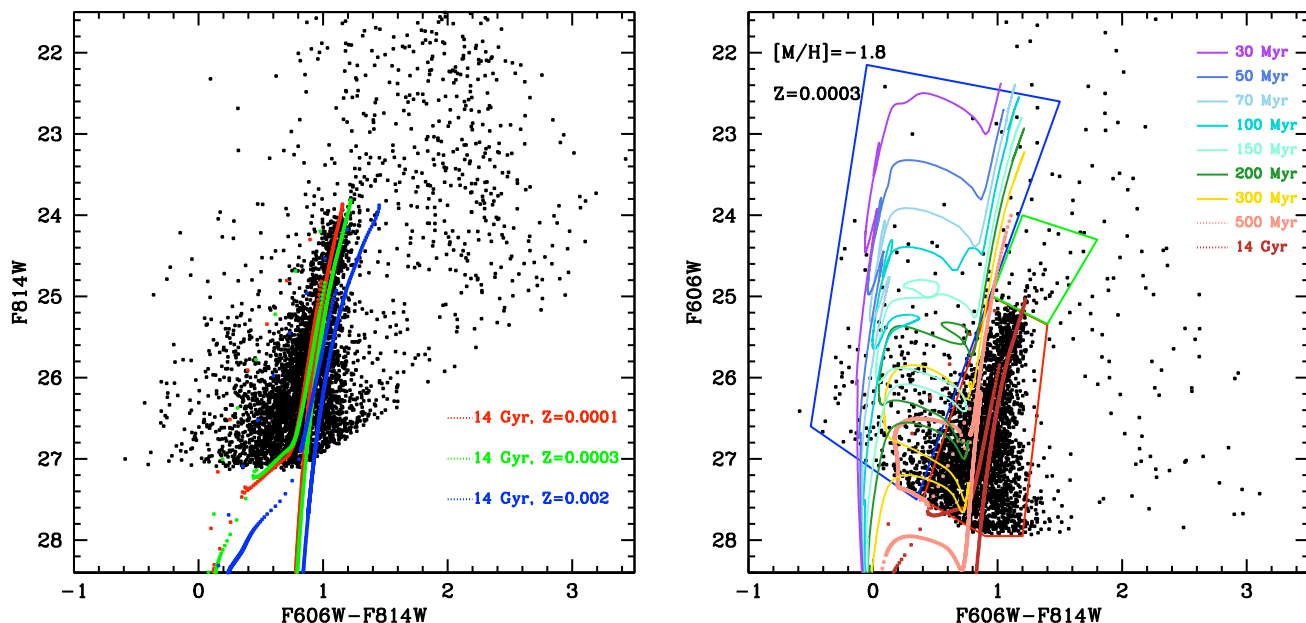 22
23
24
25
26
27
28
F814W
14 Gyr, Z=0.0001
14 Gyr, Z=0.0003
14 Gyr, Z=0.002
-1
0
1
2
3
F606W-F814W
22
23
24
25
26
27
28
F606W
[M/H]=-1.8
Z=0.0003
30 Myr
50 Myr
70 Myr
100 Myr
150 Myr
200 Myr
300 Myr
500 Myr
14 Gyr
-1
0
1
2
3
F606W-F814W